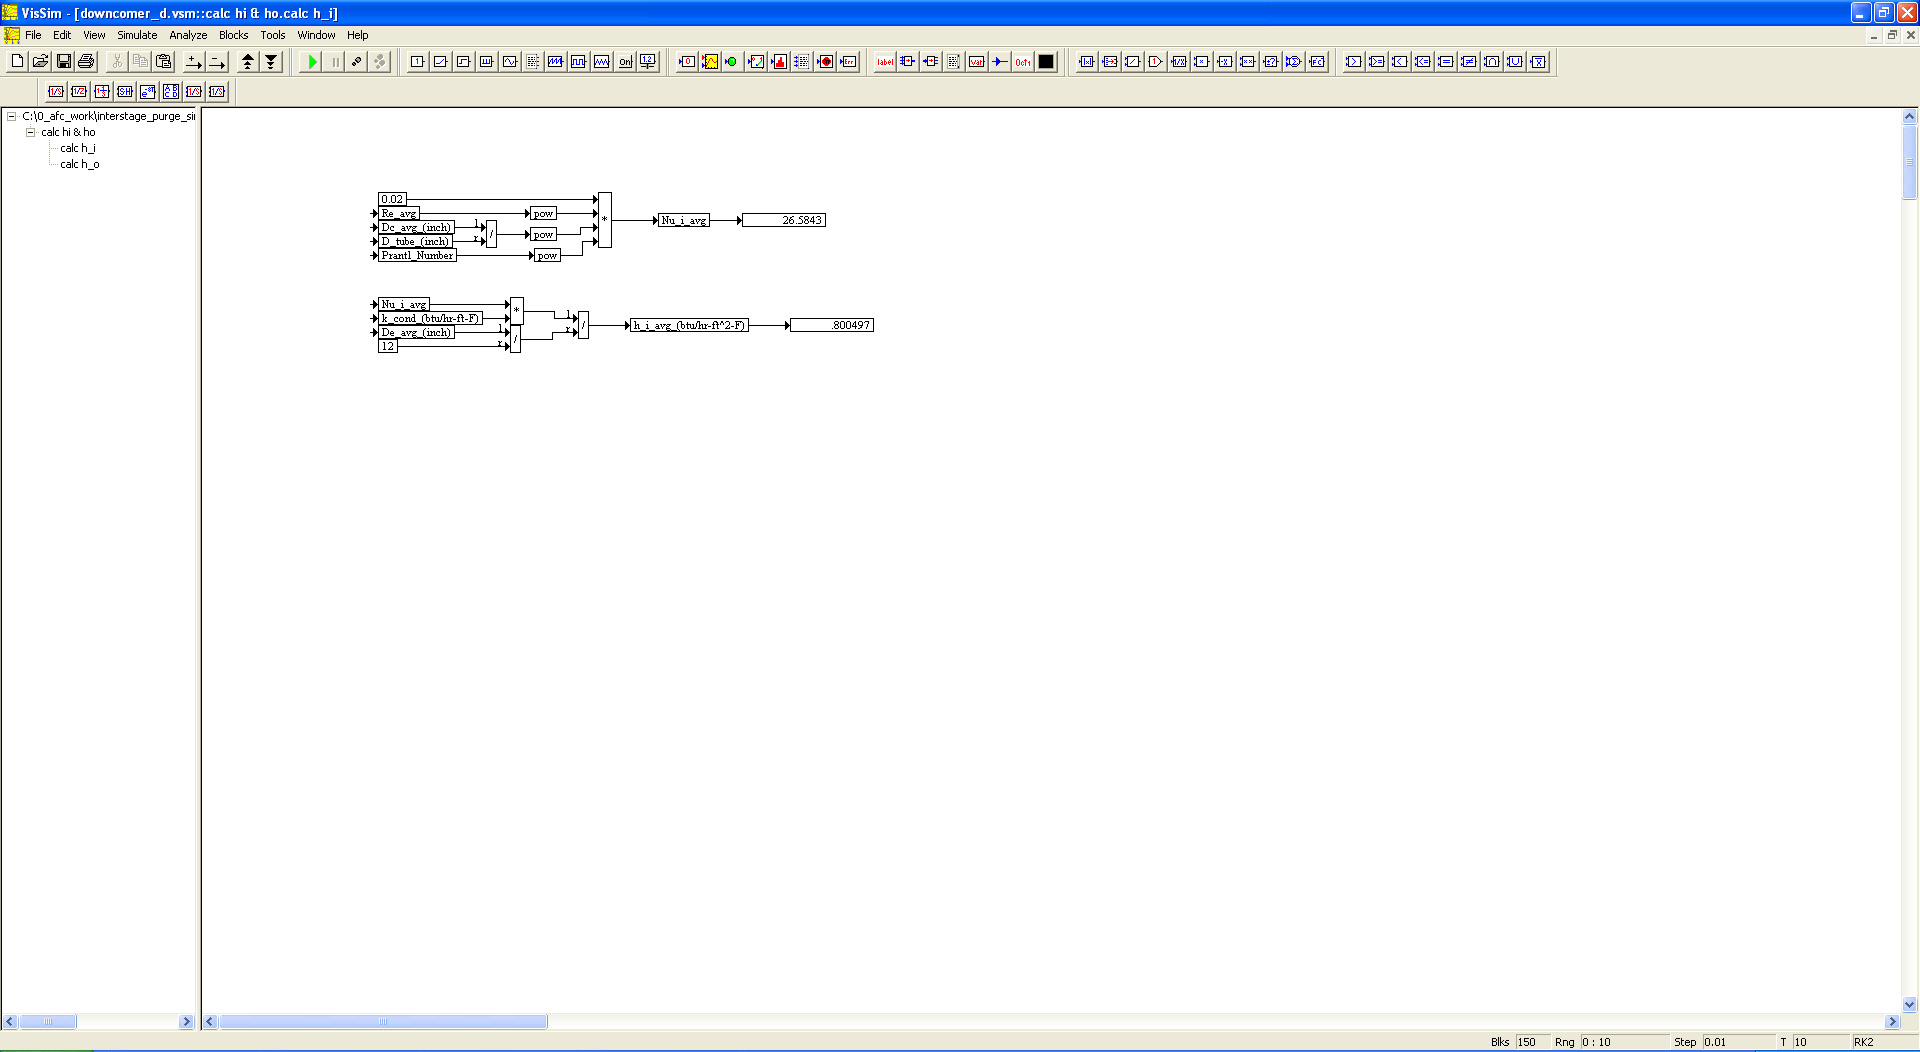 VisSim - [downcomer_d.vsm::calc hi & ho.calc h_i]
File Edit View Simulate Analyze Blocks Tools Window Help
C:\0_afc_work\interstage_purge_si
calc hi & ho
calc h_i
calc h_o
0.02
Re_avg
pow
Dc_avg_(inch)
l
/
pow
D_tube_(inch)
r
Prantl_Number
pow
*
Nu_i_avg
26.5843
Nu_i_avg
*
k_cond_(btu/hr-ft-F)
De_avg_(inch)
l
/
12
r
l
r
/
h_i_avg_(btu/hr-ft^2-F)
.800497
Blks 150 Rng 0 : 10 Step 0.01 T 10 RK2